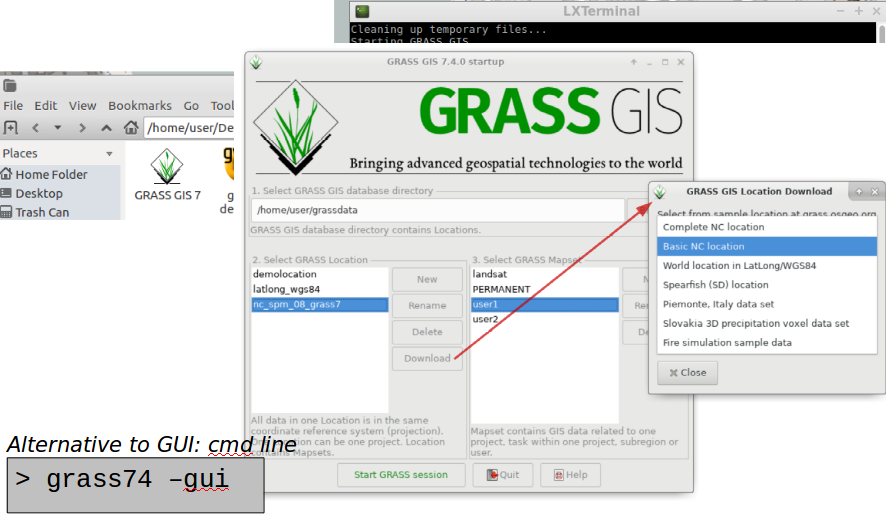 LXTerminal
Cleaning up temporary files...
Starting GRASS GIS
GRASS GIS 7.4.0 startup
File Edit View Bookmarks Go Tool
/home/user/De
Places
Home Folder
Desktop
Trash Can
GRASS GIS 7
g
de
GRASS GIS
Bringing advanced geospatial technologies to the world
1. Select GRASS GIS database directory
/home/user/grassdata
GRASS GIS database directory contains Locations.
2. Select GRASS Location
demolocation
latlong_wgs84
nc_spm_08_grass7
New
Rename
Delete
Download
All data in one Location is in the same
coordinate reference system (projection).
One location can be one project. Location
contains Mapsets.
3. Select GRASS Mapset
landsat
PERMANENT
user1
user2
N
Re
De
Mapset contains GIS data related to one
project, task within one project, subregion or
user.
Start GRASS session
Quit
Help
GRASS GIS Location Download
Select from sample location at grass.osgeo.org
Complete NC location
Basic NC location
World location in LatLong/WGS84
Spearfish (SD) location
Piemonte, Italy data set
Slovakia 3D precipitation voxel data set
Fire simulation sample data
Close
Alternative to GUI: cmd line
> grass74 –gui